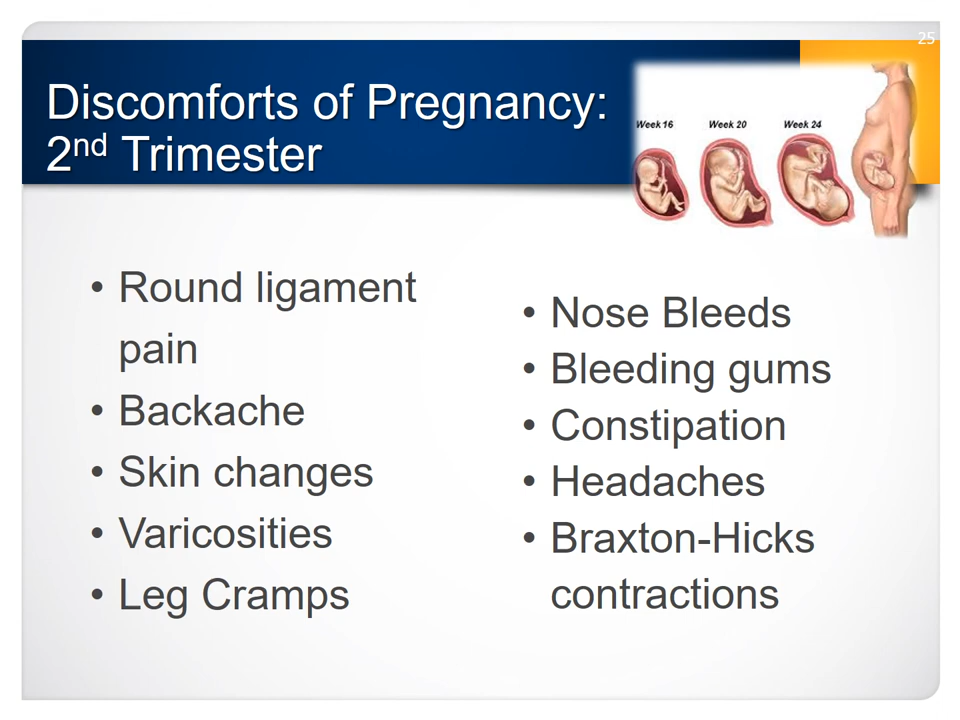 25
Discomforts of Pregnancy:
2nd Trimester
Week 16 Week 20 Week 24
• Round ligament
pain
• Backache
• Skin changes
• Varicosities
• Leg Cramps
• Nose Bleeds
• Bleeding gums
• Constipation
• Headaches
• Braxton-Hicks
contractions